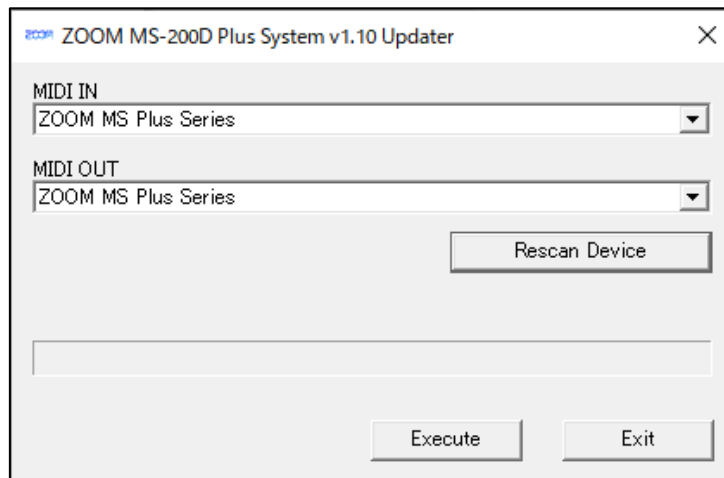 ZOOM ZOOM MS-200D Plus System v1.10 Updater
MIDI IN
ZOOM MS Plus Series
MIDI OUT
ZOOM MS Plus Series
Rescan Device
Execute Exit